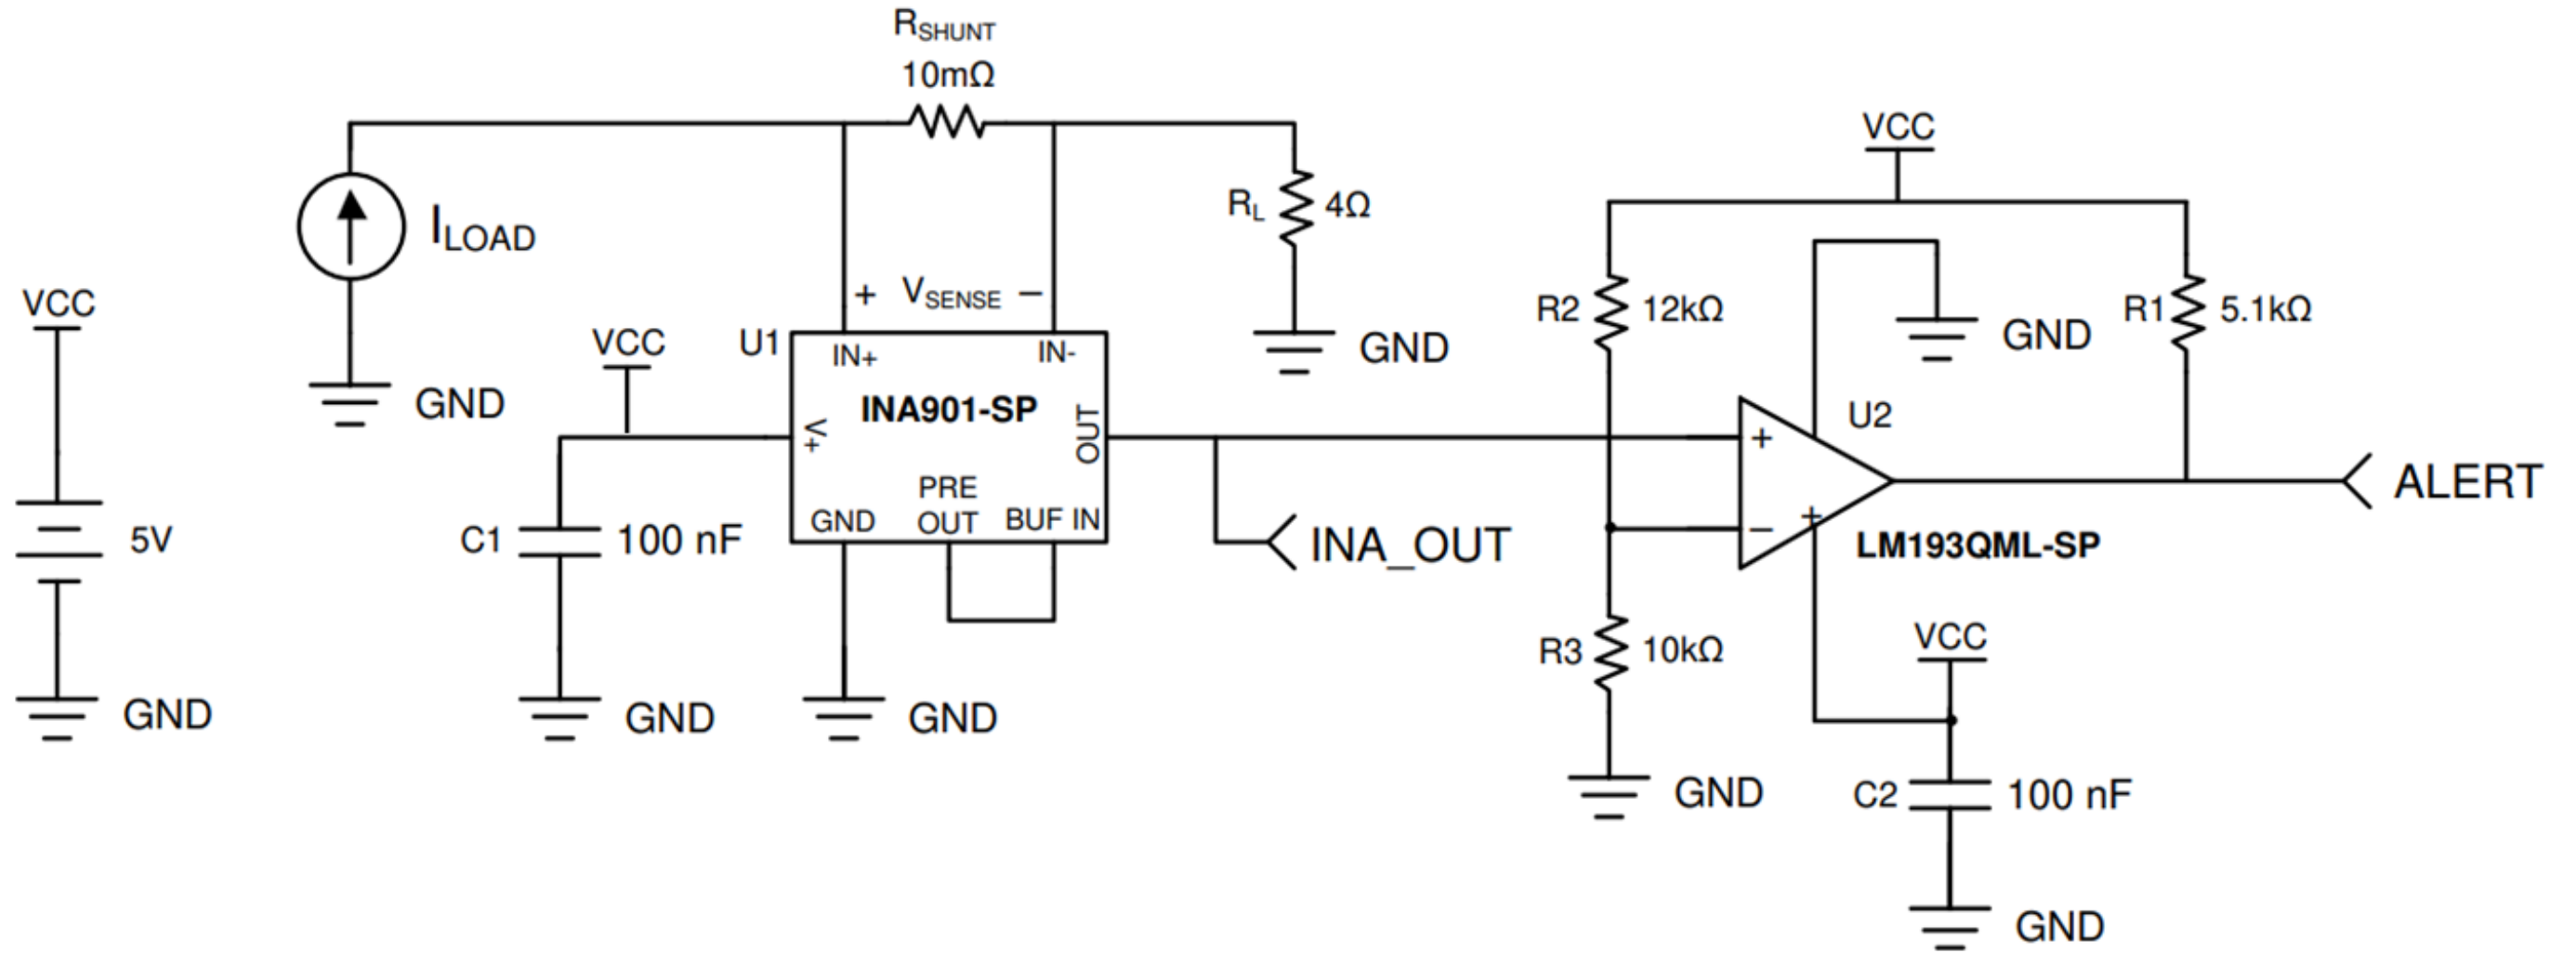 RSHUNT
10mΩ
ILOAD
GND
VCC
5V
GND
VCC
C1
100 nF
GND
U1
+ VSENSE −
IN+
IN-
INA901-SP
V+
OUT
GND
PRE
OUT
BUF IN
GND
RL
4Ω
GND
INA_OUT
VCC
R2
12kΩ
GND
R1
5.1kΩ
U2
+
−
+
LM193QML-SP
ALERT
R3
10kΩ
GND
VCC
C2
100 nF
GND